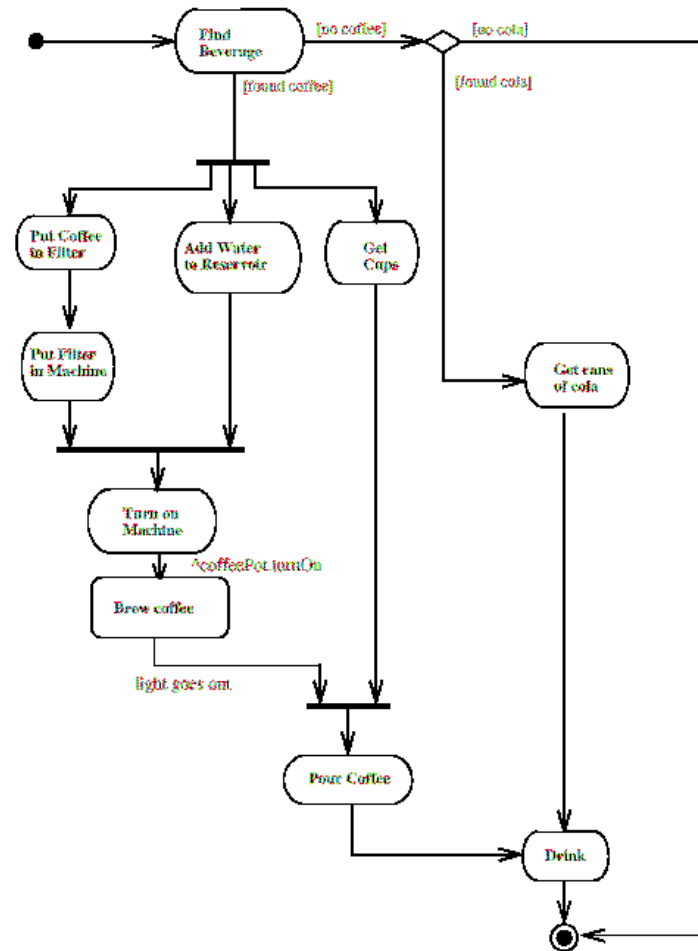 Find
Beverage
[no coffee]
[no cola]
[found coffee]
[found cola]
Put Coffee
in Filter
Add Water
to Reservoir
Get
Cups
Put Filter
in Machine
Get cans
of cola
Turn on
Machine
^coffeePot.turnOn
Brew coffee
light goes out
Pour Coffee
Drink